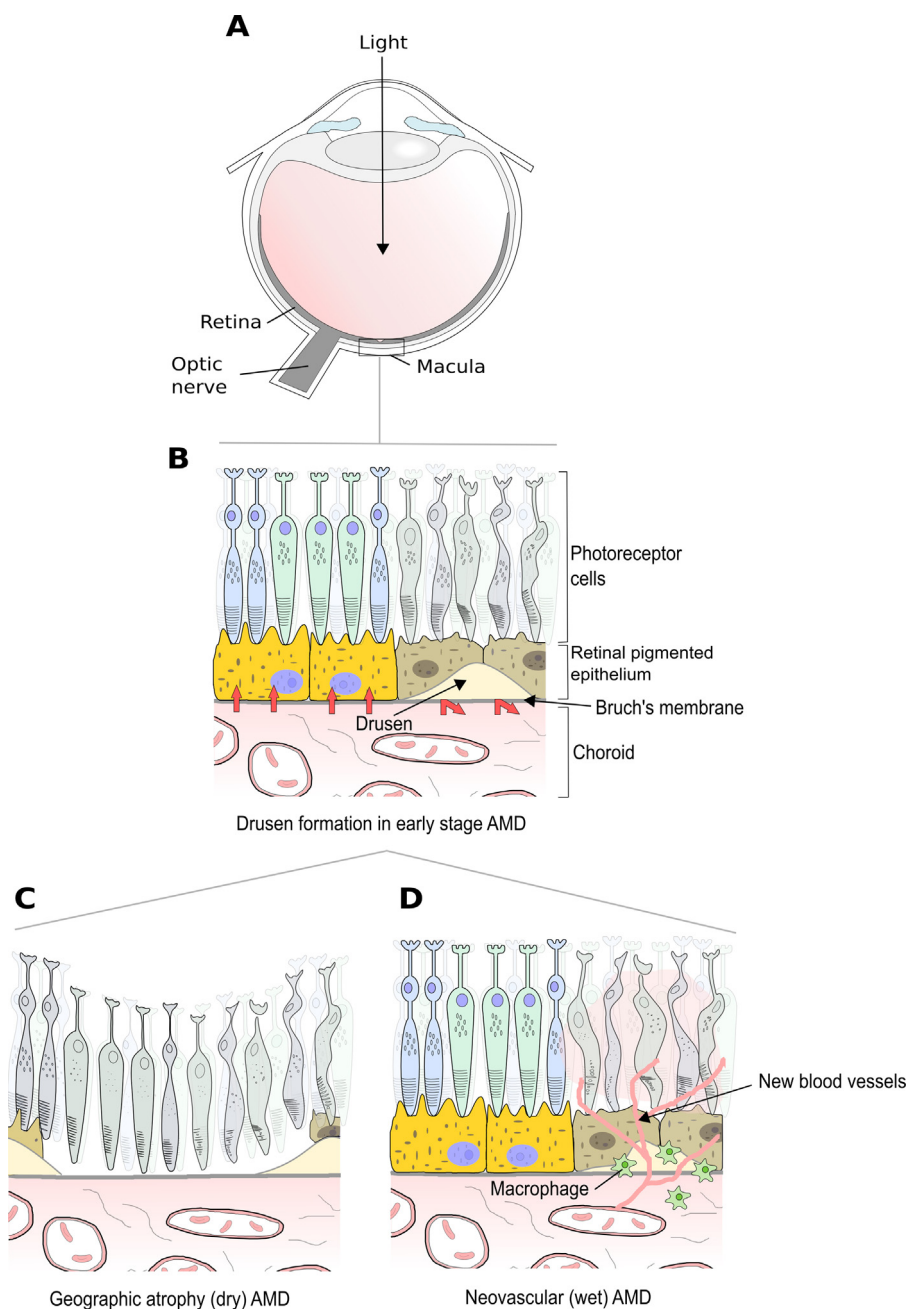 A
Light
Retina
Optic
nerve
Macula
B
Photoreceptor
cells
Retinal pigmented
epithelium
Bruch's membrane
Drusen
Choroid
Drusen formation in early stage AMD
C
D
New blood vessels
Macrophage
Geographic atrophy (dry) AMD
Neovascular (wet) AMD